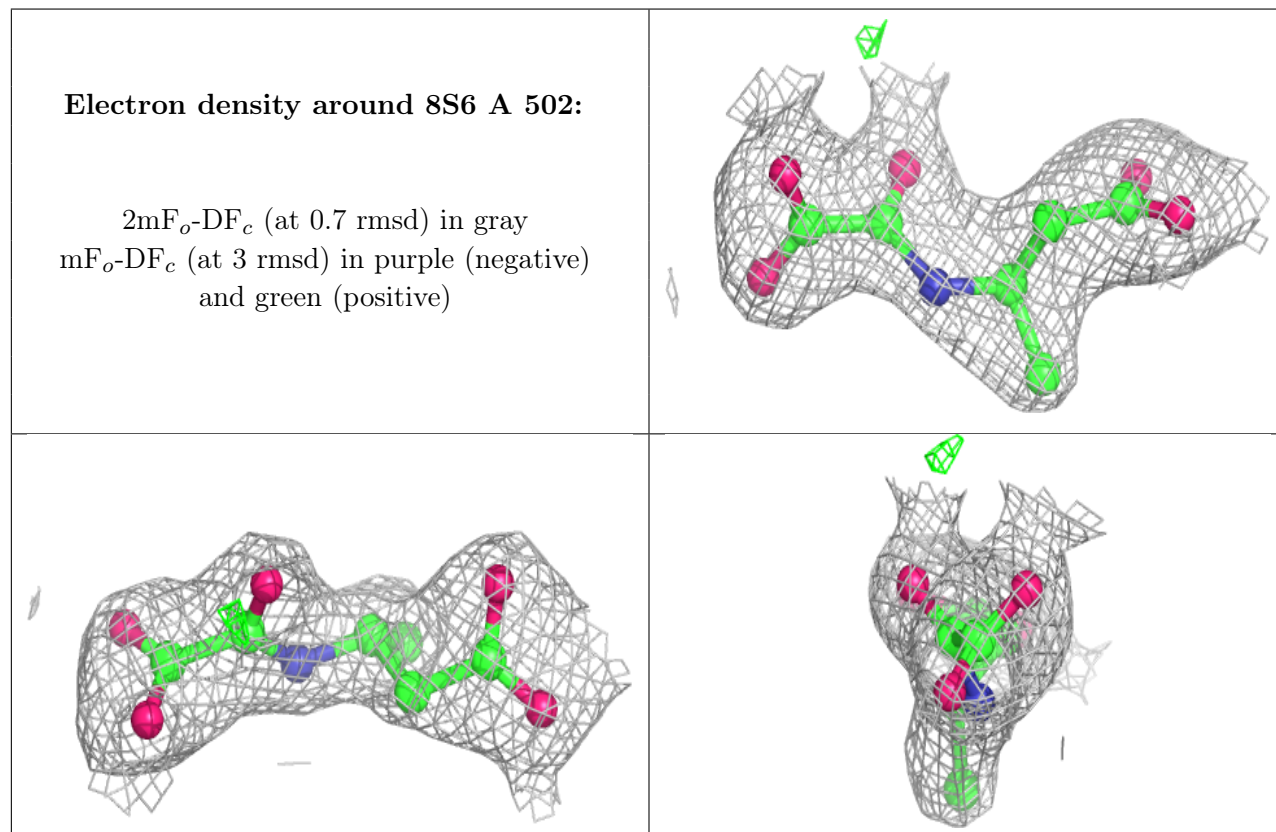 Electron density around 8S6 A 502:
2mFo-DFc (at 0.7 rmsd) in gray
mFo-DFc (at 3 rmsd) in purple (negative)
and green (positive)